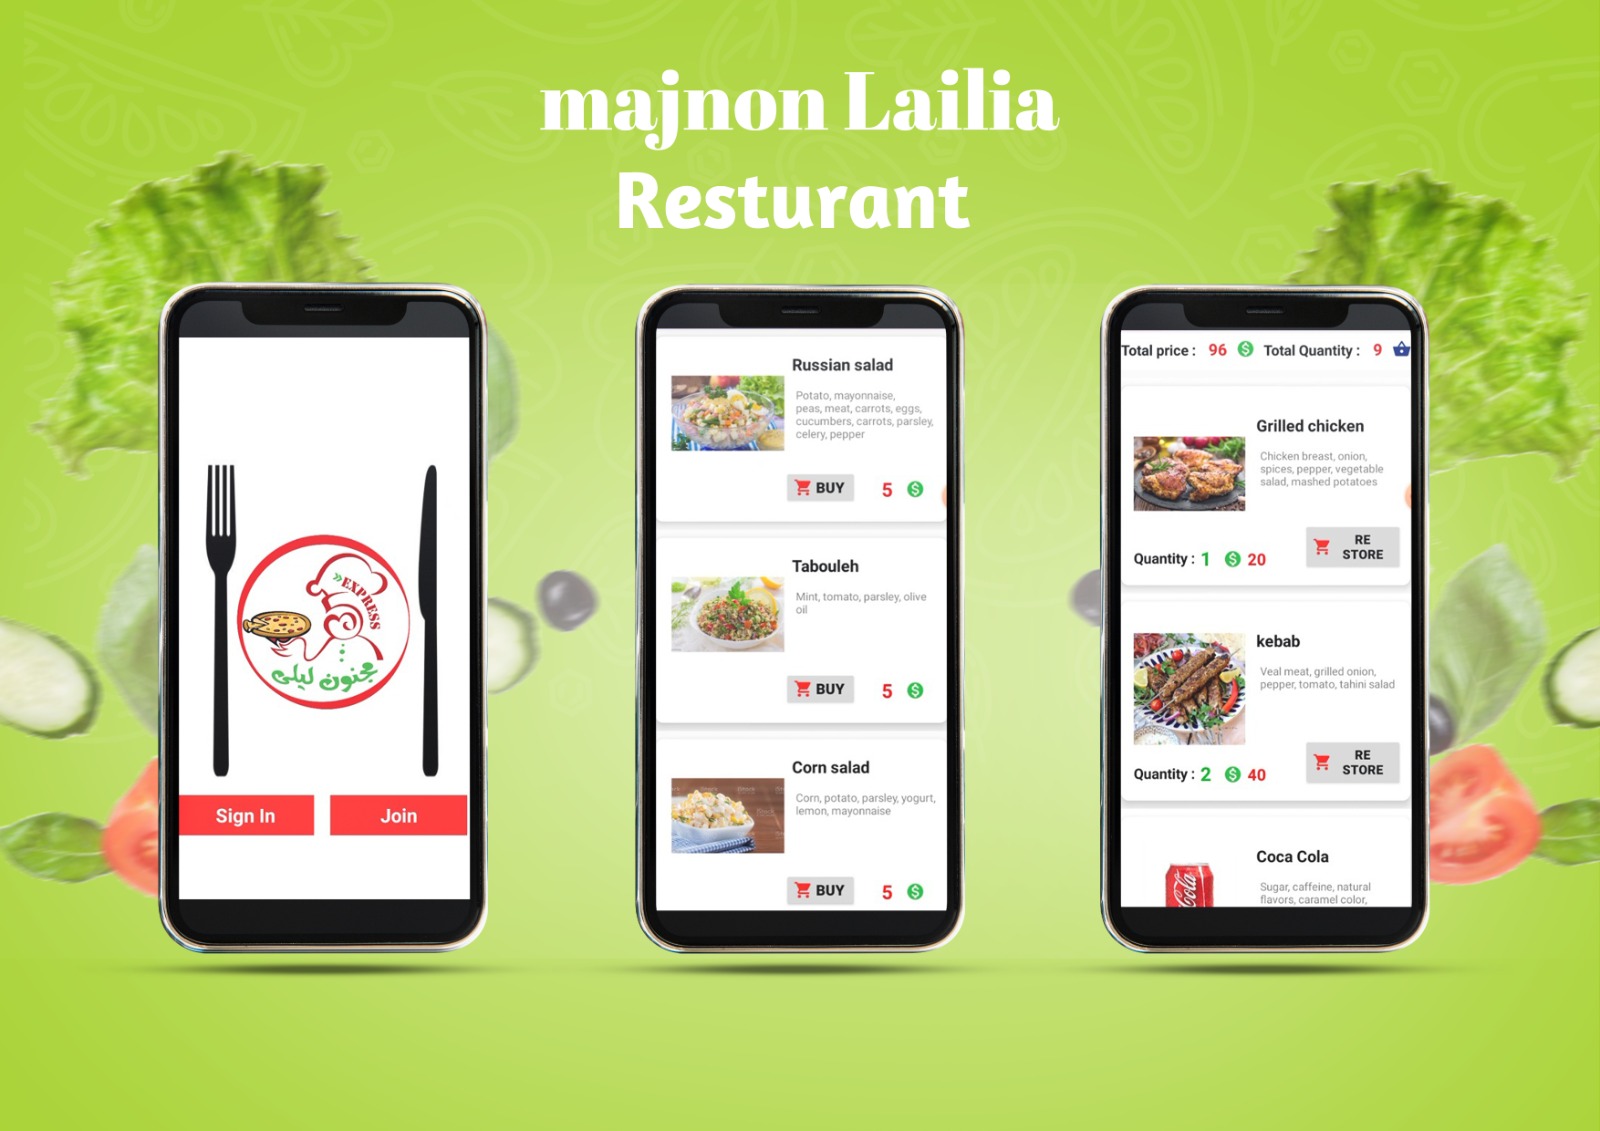 majnon Lailia
Resturant
»EXPRESS
مجنون ليلى
Sign In
Join
Russian salad
Potato, mayonnaise,
peas, meat, carrots, eggs,
cucumbers, carrots, parsley,
celery, pepper
BUY
5
Tabouleh
Mint, tomato, parsley, olive
oil
BUY
5
Corn salad
Corn, potato, parsley, yogurt,
lemon, mayonnaise
BUY
5
Total price : 96 $ Total Quantity : 9
Grilled chicken
Chicken breast, onion,
spices, pepper, vegetable
salad, mashed potatoes
RE
STORE
Quantity : 1 $ 20
kebab
Veal meat, grilled onion,
pepper, tomato, tahini salad
RE
STORE
Quantity : 2 $ 40
Coca Cola
Sugar, caffeine, natural
flavors, caramel color,
Cola